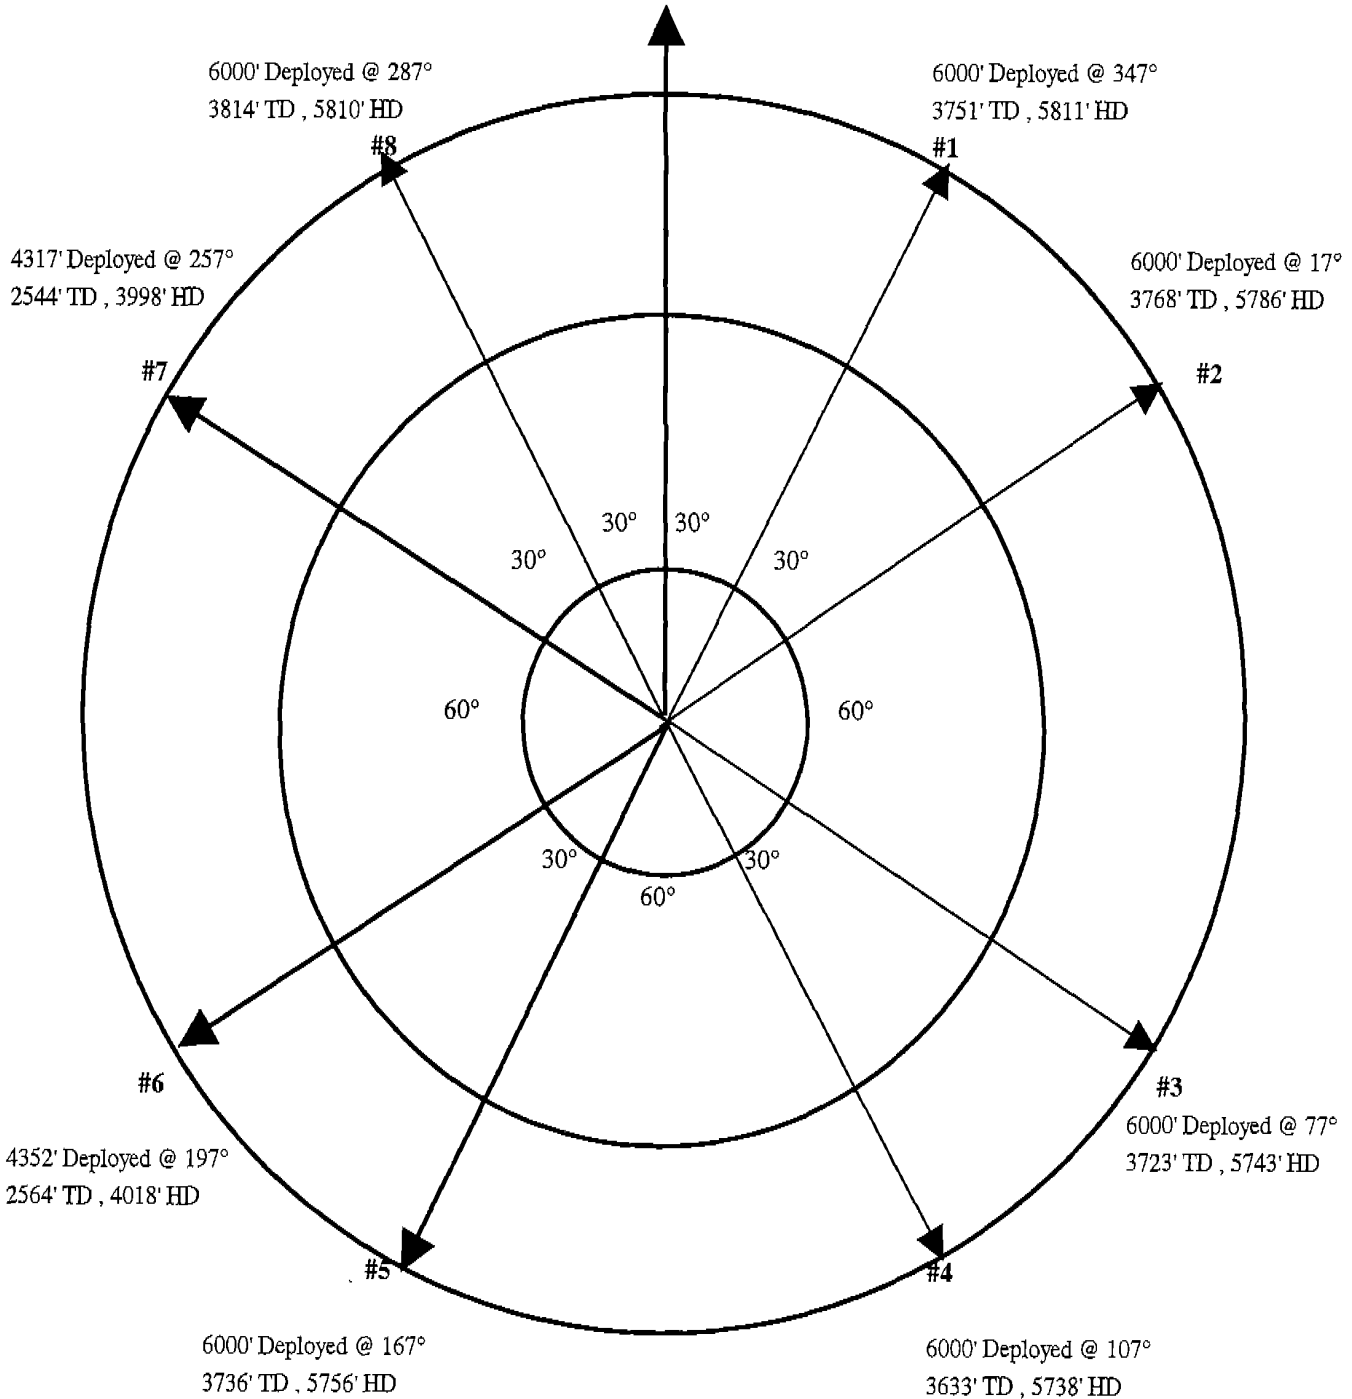 6000' Deployed @ 287°
3814' TD , 5810' HD
#8
6000' Deployed @ 347°
3751' TD , 5811' HD
#1
4317' Deployed @ 257°
2544' TD , 3998' HD
#7
6000' Deployed @ 17°
3768' TD , 5786' HD
#2
30°
30°
30°
30°
60°
60°
30°
30°
60°
#6
4352' Deployed @ 197°
2564' TD , 4018' HD
#3
6000' Deployed @ 77°
3723' TD , 5743' HD
#5
6000' Deployed @ 167°
3736' TD , 5756' HD
#4
6000' Deployed @ 107°
3633' TD , 5738' HD